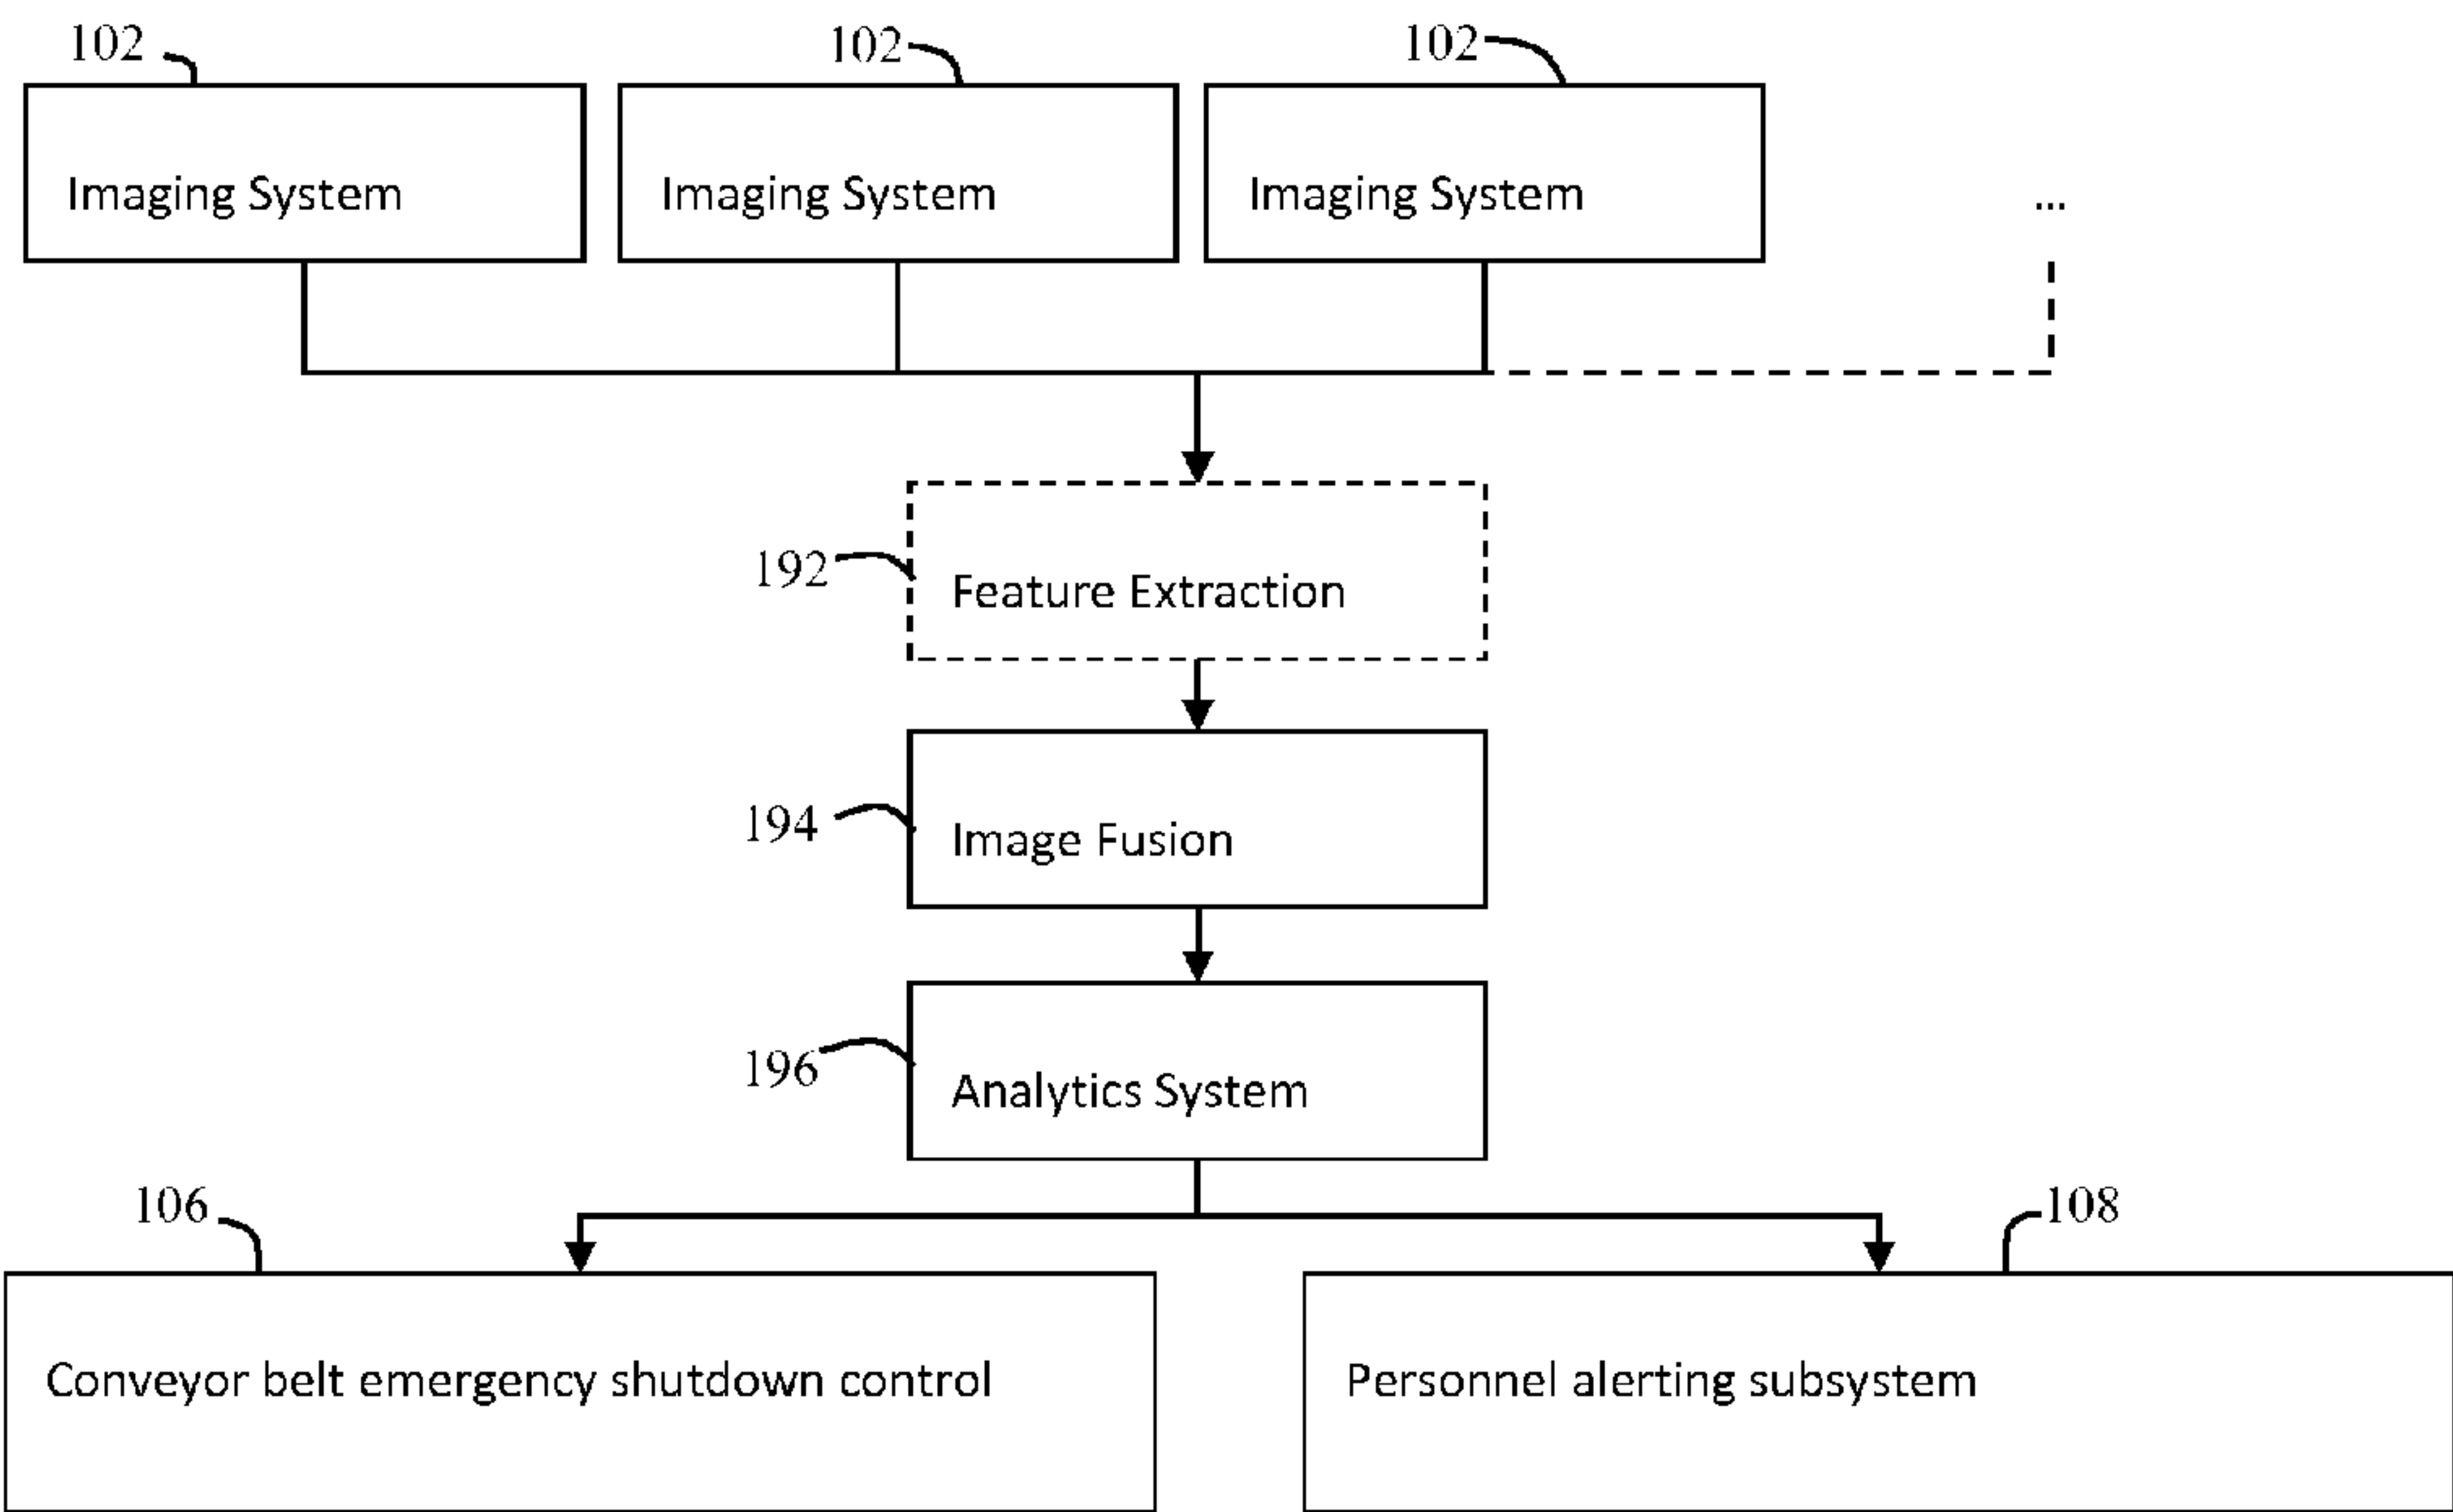 102
102
102
Imaging System
Imaging System
Imaging System
...
192
Feature Extraction
194
Image Fusion
196
Analytics System
106
108
Conveyor belt emergency shutdown control
Personnel alerting subsystem